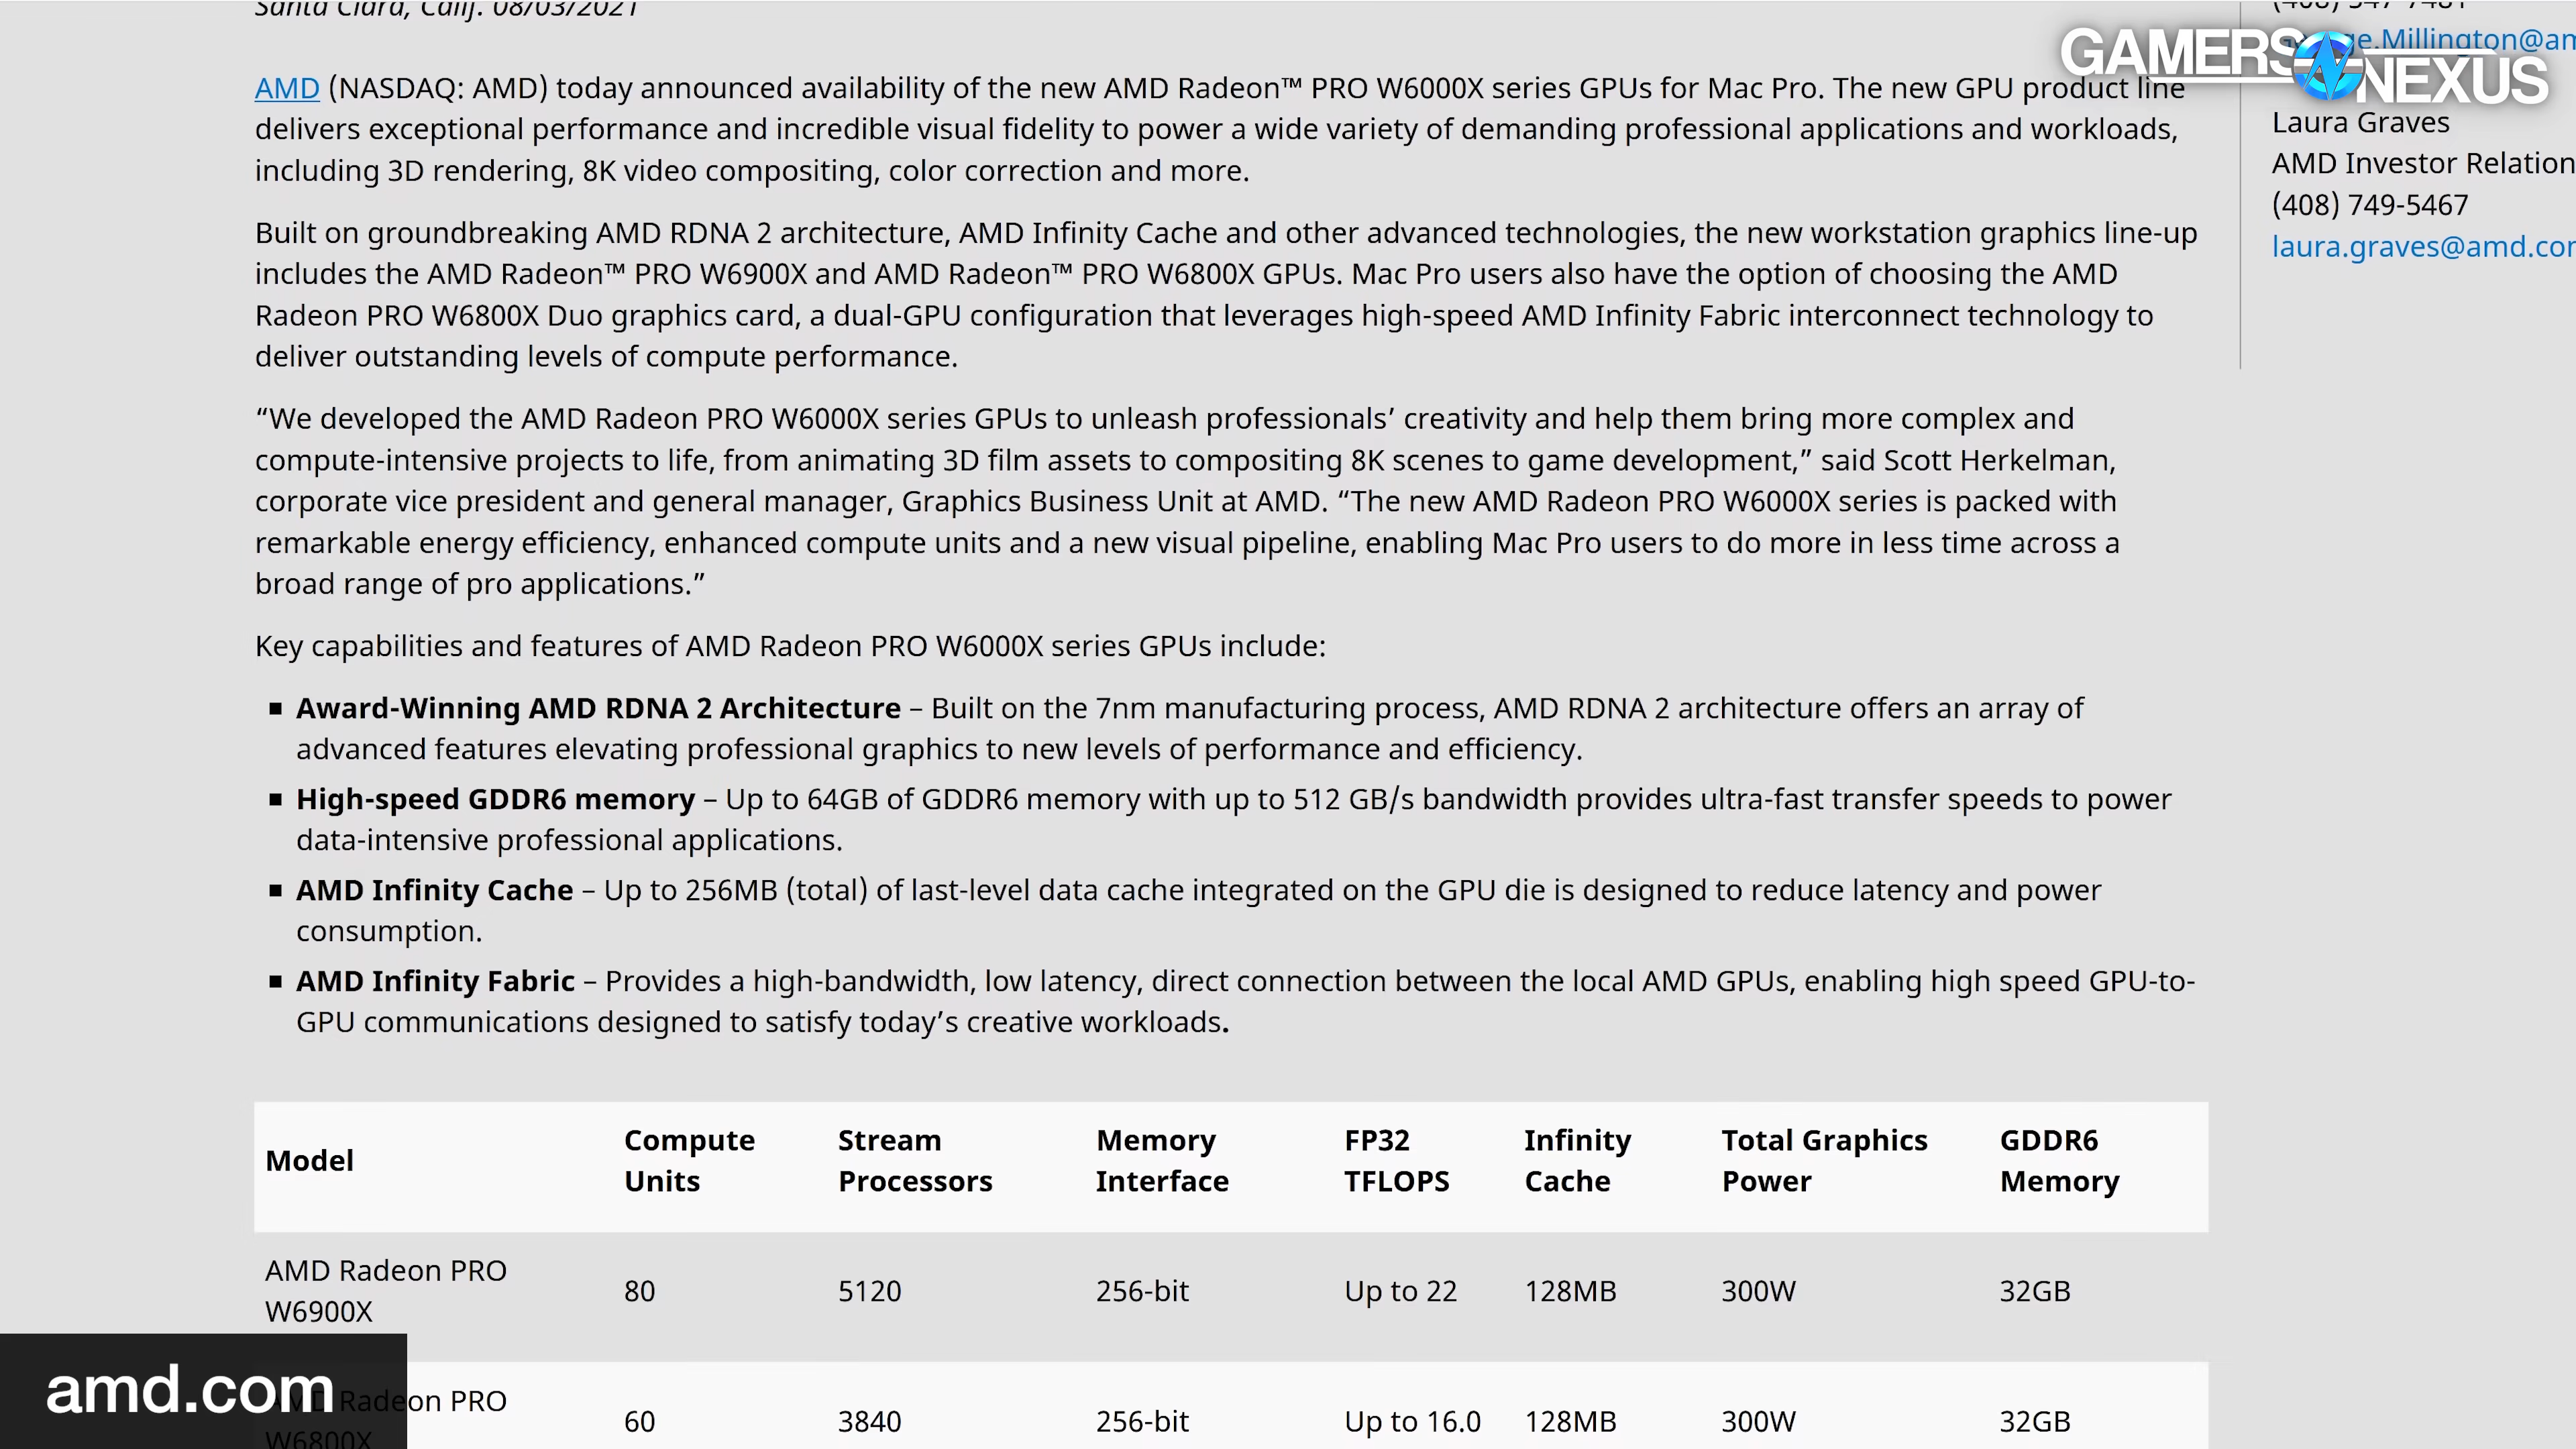 Santa Clara, Calif. 08/03/2021
AMD (NASDAQ: AMD) today announced availability of the new AMD Radeon™ PRO W6000X series GPUs for Mac Pro. The new GPU product line
delivers exceptional performance and incredible visual fidelity to power a wide variety of demanding professional applications and workloads,
including 3D rendering, 8K video compositing, color correction and more.
Built on groundbreaking AMD RDNA 2 architecture, AMD Infinity Cache and other advanced technologies, the new workstation graphics line-up
includes the AMD Radeon™ PRO W6900X and AMD Radeon™ PRO W6800X GPUs. Mac Pro users also have the option of choosing the AMD
Radeon PRO W6800X Duo graphics card, a dual-GPU configuration that leverages high-speed AMD Infinity Fabric interconnect technology to
deliver outstanding levels of compute performance.
“We developed the AMD Radeon PRO W6000X series GPUs to unleash professionals’ creativity and help them bring more complex and
compute-intensive projects to life, from animating 3D film assets to compositing 8K scenes to game development,” said Scott Herkelman,
corporate vice president and general manager, Graphics Business Unit at AMD. “The new AMD Radeon PRO W6000X series is packed with
remarkable energy efficiency, enhanced compute units and a new visual pipeline, enabling Mac Pro users to do more in less time across a
broad range of pro applications.”
Key capabilities and features of AMD Radeon PRO W6000X series GPUs include:
▪ Award-Winning AMD RDNA 2 Architecture – Built on the 7nm manufacturing process, AMD RDNA 2 architecture offers an array of
advanced features elevating professional graphics to new levels of performance and efficiency.
▪ High-speed GDDR6 memory – Up to 64GB of GDDR6 memory with up to 512 GB/s bandwidth provides ultra-fast transfer speeds to power
data-intensive professional applications.
▪ AMD Infinity Cache – Up to 256MB (total) of last-level data cache integrated on the GPU die is designed to reduce latency and power
consumption.
▪ AMD Infinity Fabric – Provides a high-bandwidth, low latency, direct connection between the local AMD GPUs, enabling high speed GPU-to-
GPU communications designed to satisfy today’s creative workloads.
Model Compute Units Stream Processors Memory Interface FP32 TFLOPS Infinity Cache Total Graphics Power GDDR6 Memory
AMD Radeon PRO W6900X 80 5120 256-bit Up to 22 128MB 300W 32GB
AMD Radeon PRO W6800X 60 3840 256-bit Up to 16.0 128MB 300W 32GB
GAMERS NEXUS
Laura Graves
AMD Investor Relation
(408) 749-5467
laura.graves@amd.com
amd.com